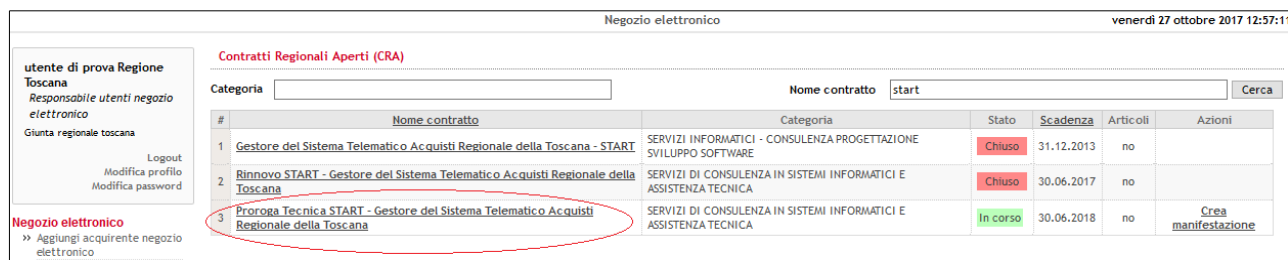 Negozio elettronico
venerdì 27 ottobre 2017 12:57:11
utente di prova Regione
Toscana
Responsabile utenti negozio
elettronico
Giunta regionale toscana
Logout
Modifica profilo
Modifica password
Negozio elettronico
>> Aggiungi acquirente negozio
elettronico
Contratti Regionali Aperti (CRA)
Categoria Nome contratto start Cerca
# Nome contratto Categoria Stato Scadenza Articoli Azioni
1 Gestore del Sistema Telematico Acquisti Regionale della Toscana - START SERVIZI INFORMATICI - CONSULENZA PROGETTAZIONE
SVILUPPO SOFTWARE Chiuso 31.12.2013 no
2 Rinnovo START - Gestore del Sistema Telematico Acquisti Regionale della
Toscana SERVIZI DI CONSULENZA IN SISTEMI INFORMATICI E
ASSISTENZA TECNICA Chiuso 30.06.2017 no
3 Proroga Tecnica START - Gestore del Sistema Telematico Acquisti
Regionale della Toscana SERVIZI DI CONSULENZA IN SISTEMI INFORMATICI E
ASSISTENZA TECNICA In corso 30.06.2018 no Crea
manifestazione